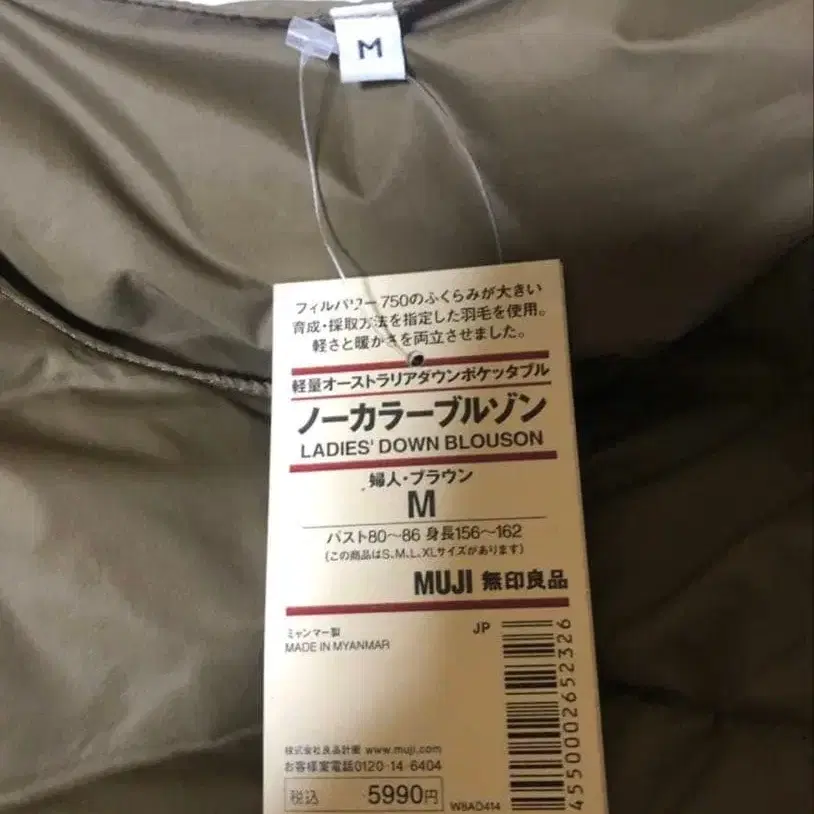 M
フィルパワー750のふくらみが大きい
育成・採取方法を指定した羽毛を使用。
軽さと暖かさを両立させました。
軽量オーストラリアダウンポケッタブル
ノーカラーブルゾン
LADIES' DOWN BLOUSON
婦人・ブラウン
M
バスト80〜86 身長156〜162
(この商品はS、M、L、XLサイズがあります)
MUJI 無印良品
ミャンマー製
MADE IN MYANMAR
JP
4550002652326
株式会社良品計画 www.muji.com
お客様室電話0120-14-6404
税込 5990円
W8AD414